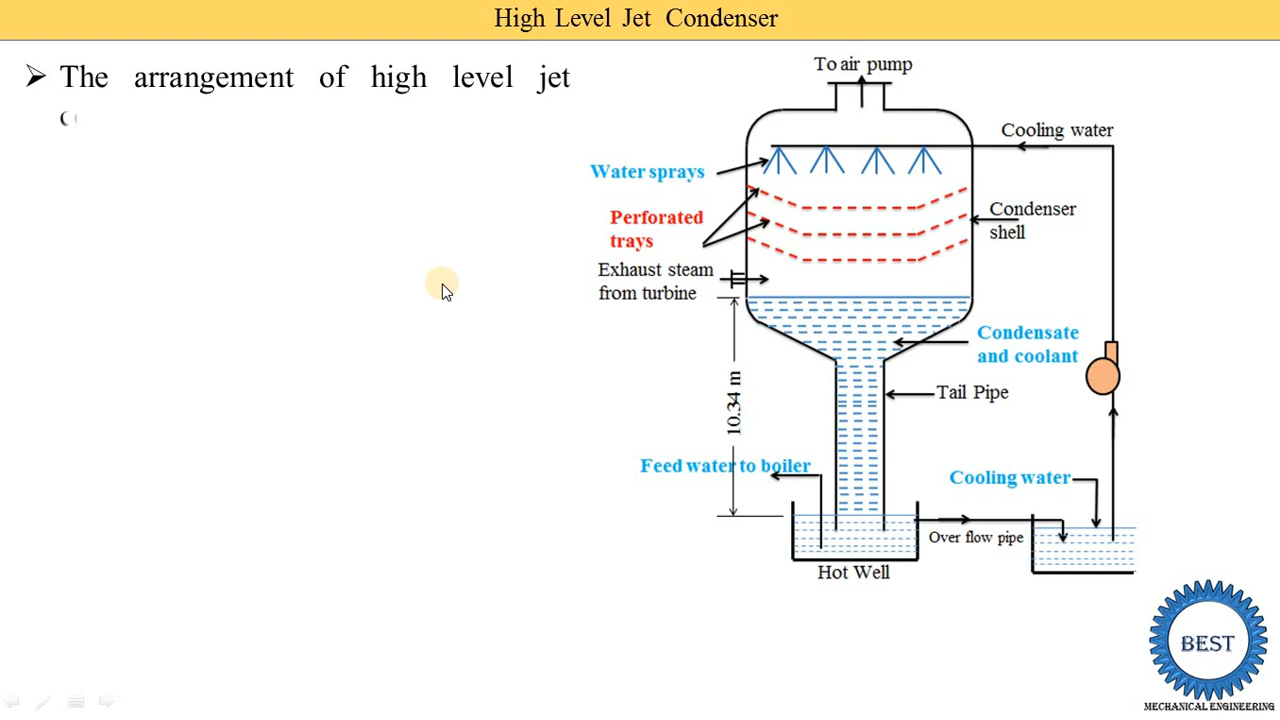 High Level Jet Condenser
➢ The arrangement of high level jet
To air pump
Cooling water
Water sprays
Perforated
trays
Condenser
shell
Exhaust steam
from turbine
Condensate
and coolant
10.34 m
Tail Pipe
Feed water to boiler
Cooling water
Over flow pipe
Hot Well
BEST
MECHANICAL ENGINEERING